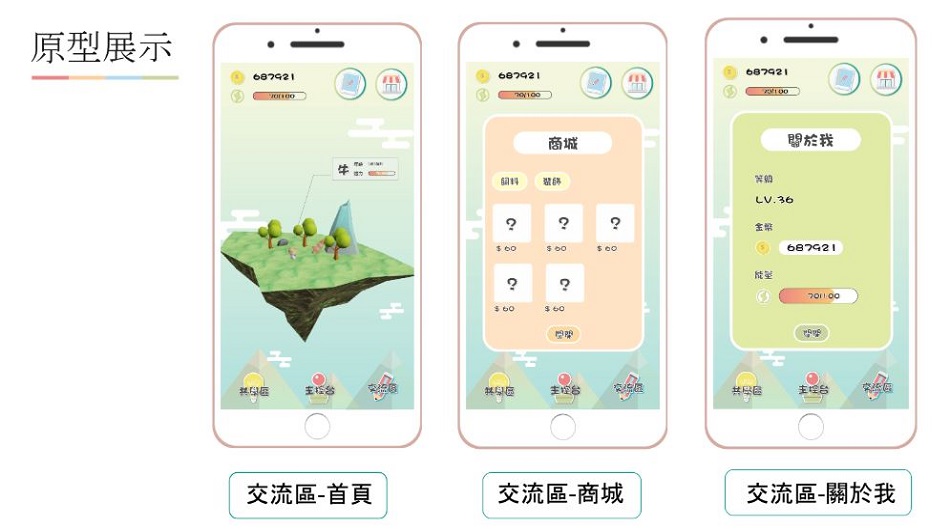 原型展示
687921
70/100
牛
共學區
主控台
交流區
687921
70/100
商城
飼料
裝飾
?
?
?
$ 60
$ 60
$ 60
?
?
$ 60
$ 60
關閉
共學區
主控台
交流區
687921
70/100
關於我
等級
LV.36
金幣
687921
能量
70/100
關閉
共學區
主控台
交流區
交流區-首頁
交流區-商城
交流區-關於我